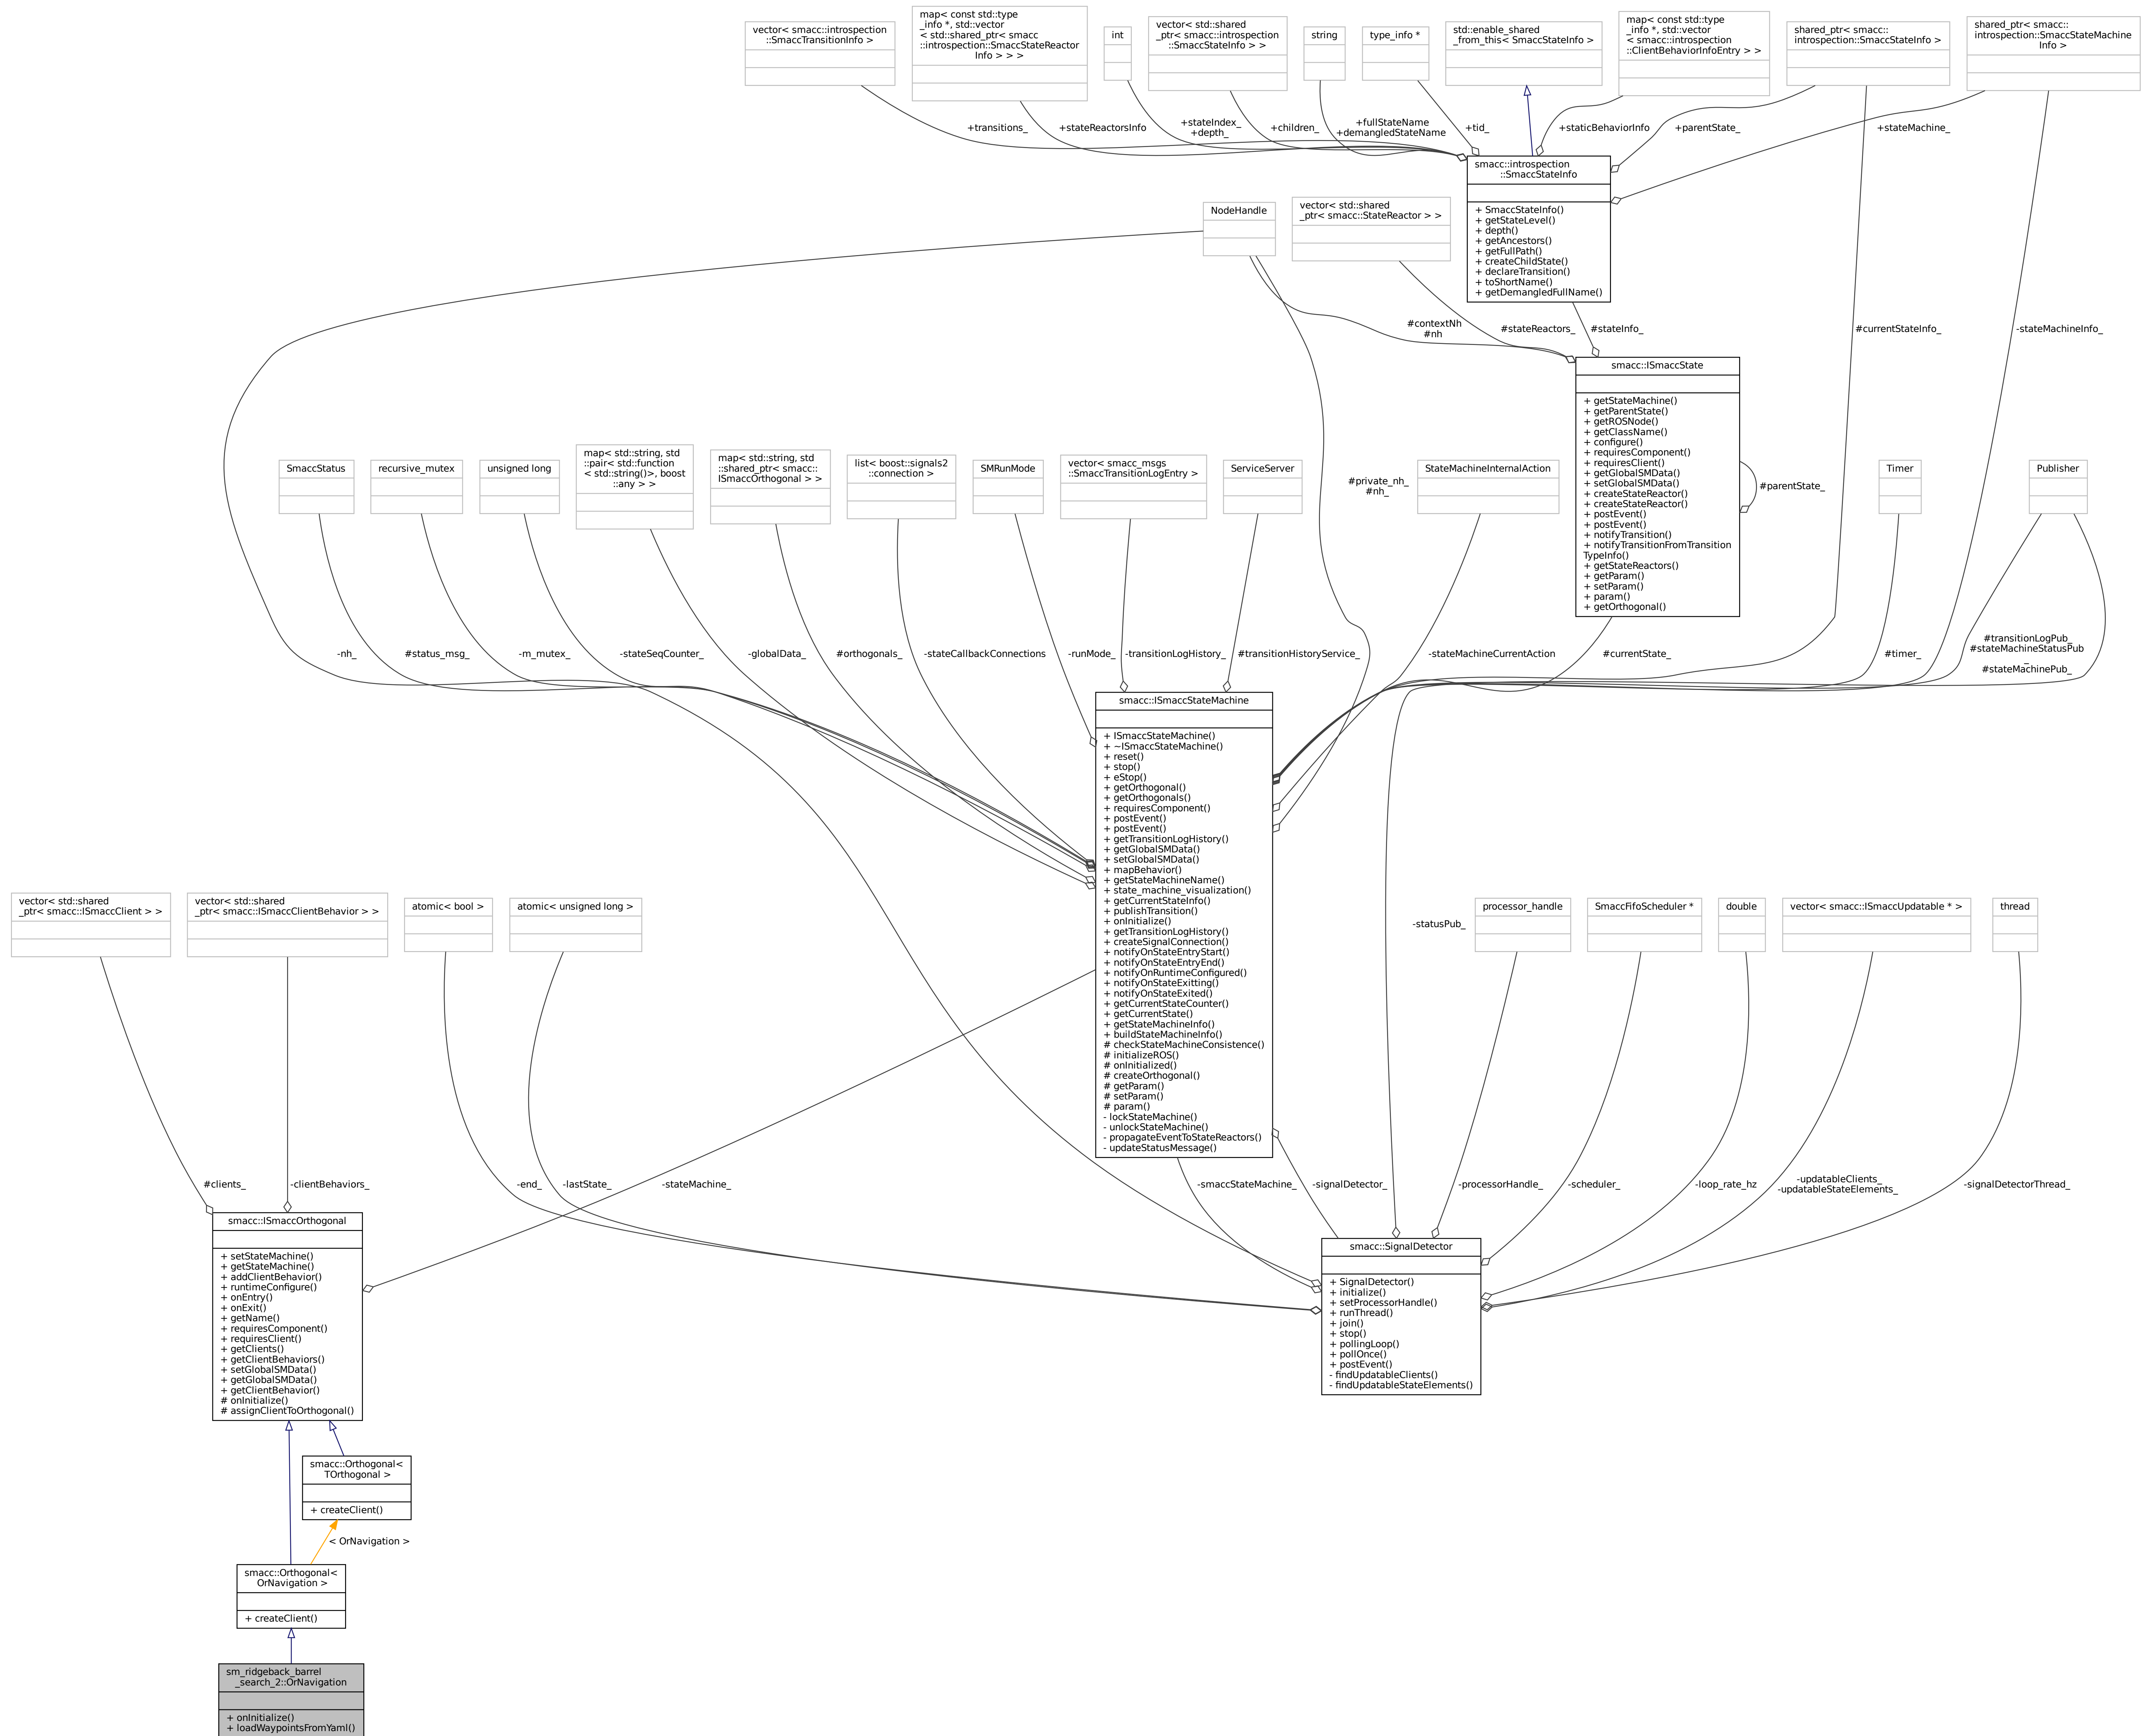 vector< smacc::introspection
::SmaccTransitionInfo >
map< const std::type
_info *, std::vector
< std::shared_ptr< smacc
::introspection::SmaccStateReactor
Info > > >
int
vector< std::shared
_ptr< smacc::introspection
::SmaccStateInfo > >
string
type_info *
std::enable_shared
_from_this< SmaccStateInfo >
map< const std::type
_info *, std::vector
< smacc::introspection
::ClientBehaviorInfoEntry > >
shared_ptr< smacc::
introspection::SmaccStateInfo >
shared_ptr< smacc::
introspection::SmaccStateMachine
Info >
+transitions_
+stateReactorsInfo
+stateIndex_
+depth_
+children_
+fullStateName
+demangledStateName
+tid_
+staticBehaviorInfo
+parentState_
+stateMachine_
smacc::introspection
::SmaccStateInfo
+ SmaccStateInfo()
+ getStateLevel()
+ depth()
+ getAncestors()
+ getFullPath()
+ createChildState()
+ declareTransition()
+ toShortName()
+ getDemangledFullName()
NodeHandle
vector< std::shared
_ptr< smacc::StateReactor > >
#contextNh
#nh
#stateReactors_
#stateInfo_
#currentStateInfo_
-stateMachineInfo_
smacc::ISmaccState
+ getStateMachine()
+ getParentState()
+ getROSNode()
+ getClassName()
+ configure()
+ requiresComponent()
+ requiresClient()
+ getGlobalSMData()
+ setGlobalSMData()
+ createStateReactor()
+ createStateReactor()
+ postEvent()
+ postEvent()
+ notifyTransition()
+ notifyTransitionFromTransition
TypeInfo()
+ getStateReactors()
+ getParam()
+ setParam()
+ param()
+ getOrthogonal()
#parentState_
SmaccStatus
recursive_mutex
unsigned long
map< std::string, std
::pair< std::function
< std::string()>, boost
::any > >
map< std::string, std
::shared_ptr< smacc::
ISmaccOrthogonal > >
list< boost::signals2
::connection >
SMRunMode
vector< smacc_msgs
::SmaccTransitionLogEntry >
ServiceServer
#private_nh_
#nh_
StateMachineInternalAction
Timer
Publisher
-nh_
#status_msg_
-m_mutex_
-stateSeqCounter_
-globalData_
#orthogonals_
-stateCallbackConnections
-runMode_
-transitionLogHistory_
#transitionHistoryService_
-stateMachineCurrentAction
#currentState_
#timer_
#transitionLogPub_
#stateMachineStatusPub
_
#stateMachinePub_
smacc::ISmaccStateMachine
+ ISmaccStateMachine()
+ ~ISmaccStateMachine()
+ reset()
+ stop()
+ eStop()
+ getOrthogonal()
+ getOrthogonals()
+ requiresComponent()
+ postEvent()
+ postEvent()
+ getTransitionLogHistory()
+ getGlobalSMData()
+ setGlobalSMData()
+ mapBehavior()
+ getStateMachineName()
+ state_machine_visualization()
+ getCurrentStateInfo()
+ publishTransition()
+ onInitialize()
+ getTransitionLogHistory()
+ createSignalConnection()
+ notifyOnStateEntryStart()
+ notifyOnStateEntryEnd()
+ notifyOnRuntimeConfigured()
+ notifyOnStateExitting()
+ notifyOnStateExited()
+ getCurrentStateCounter()
+ getCurrentState()
+ getStateMachineInfo()
+ buildStateMachineInfo()
# checkStateMachineConsistence()
# initializeROS()
# onInitialized()
# createOrthogonal()
# getParam()
# setParam()
# param()
- lockStateMachine()
- unlockStateMachine()
- propagateEventToStateReactors()
- updateStatusMessage()
vector< std::shared
_ptr< smacc::ISmaccClient > >
vector< std::shared
_ptr< smacc::ISmaccClientBehavior > >
atomic< bool >
atomic< unsigned long >
-statusPub_
processor_handle
SmaccFifoScheduler *
double
vector< smacc::ISmaccUpdatable * >
thread
#clients_
-clientBehaviors_
-end_
-lastState_
-stateMachine_
-smaccStateMachine_
-signalDetector_
-processorHandle_
-scheduler_
-loop_rate_hz
-updatableClients_
-updatableStateElements_
-signalDetectorThread_
smacc::ISmaccOrthogonal
+ setStateMachine()
+ getStateMachine()
+ addClientBehavior()
+ runtimeConfigure()
+ onEntry()
+ onExit()
+ getName()
+ requiresComponent()
+ requiresClient()
+ getClients()
+ getClientBehaviors()
+ setGlobalSMData()
+ getGlobalSMData()
+ getClientBehavior()
# onInitialize()
# assignClientToOrthogonal()
smacc::SignalDetector
+ SignalDetector()
+ initialize()
+ setProcessorHandle()
+ runThread()
+ join()
+ stop()
+ pollingLoop()
+ pollOnce()
+ postEvent()
- findUpdatableClients()
- findUpdatableStateElements()
smacc::Orthogonal<
TOrthogonal >
+ createClient()
< OrNavigation >
smacc::Orthogonal<
OrNavigation >
+ createClient()
sm_ridgeback_barrel
_search_2::OrNavigation
+ onInitialize()
+ loadWaypointsFromYaml()